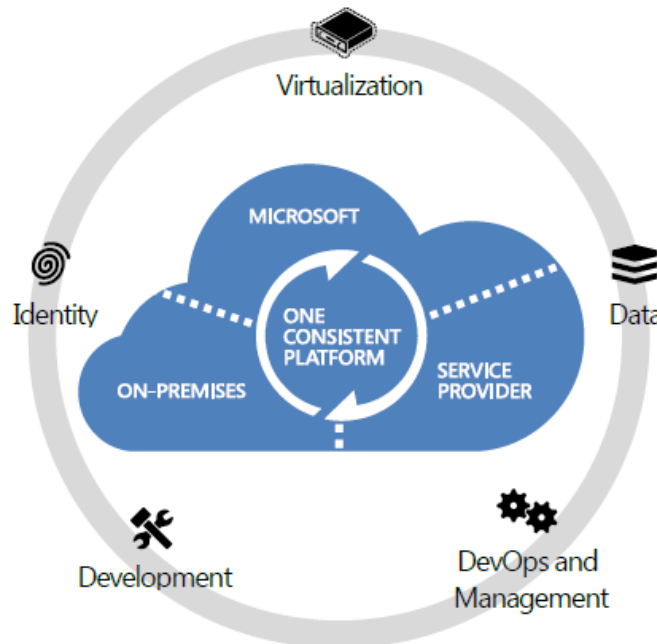 Virtualization
MICROSOFT
Identity
Data
ONE
CONSISTENT
PLATFORM
ON-PREMISES
SERVICE
PROVIDER
Development
DevOps and
Management